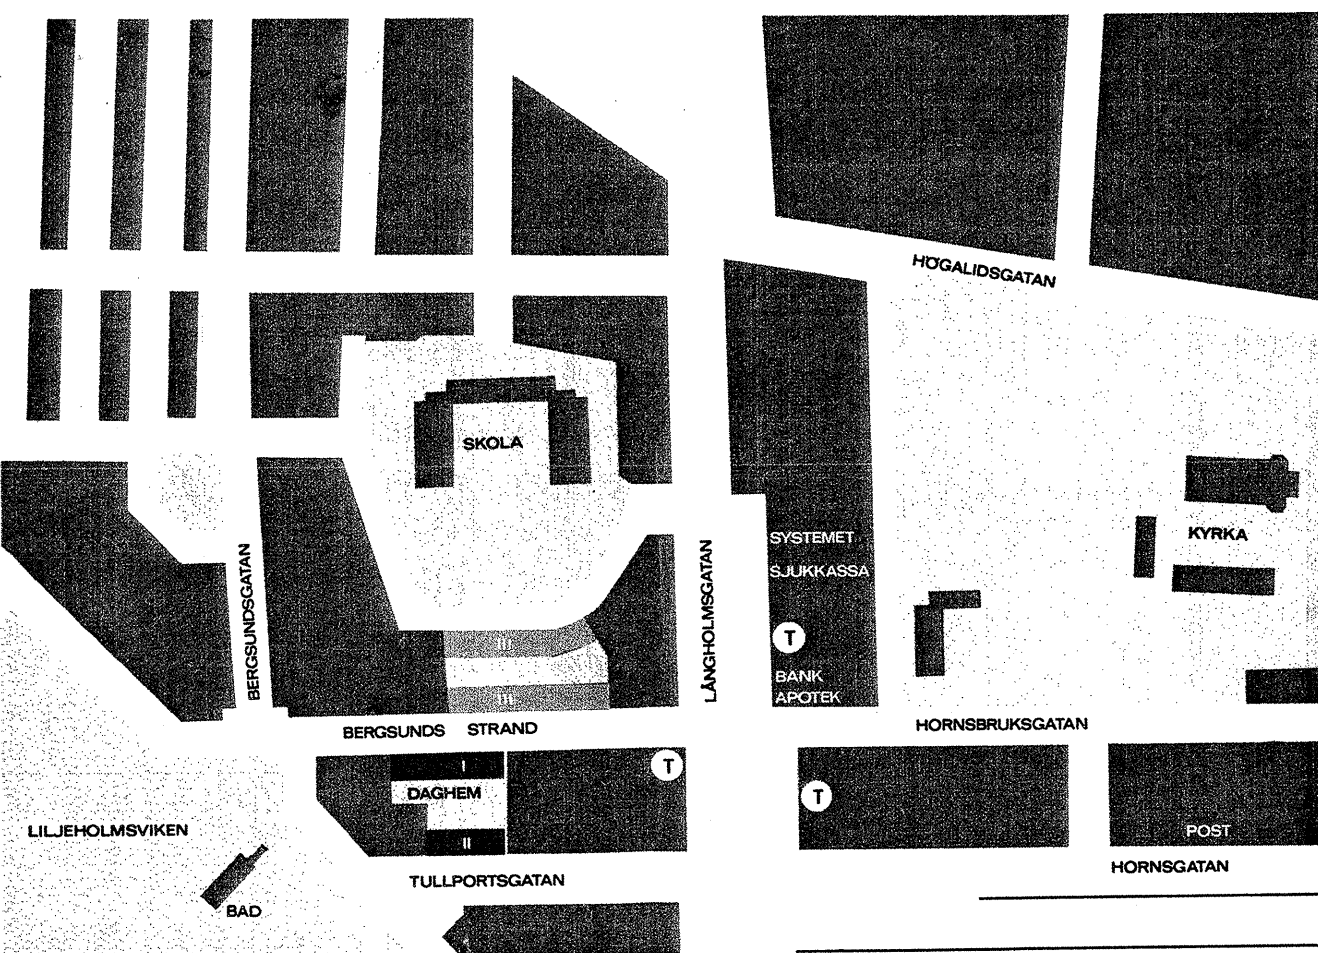 HÖGALIDSGATAN
SKOLA
SYSTEMET
SJUKKASSA
KYRKA
BERGSUNDSGATAN
LÅNGHOLMSGATAN
T
III
BANK
APOTEK
III
BERGSUNDS STRAND
HORNSBRUKSGATAN
I
T
DAGHEM
T
LILJEHOLMSVIKEN
II
POST
TULLPORTSGATAN
HORNSGATAN
BAD